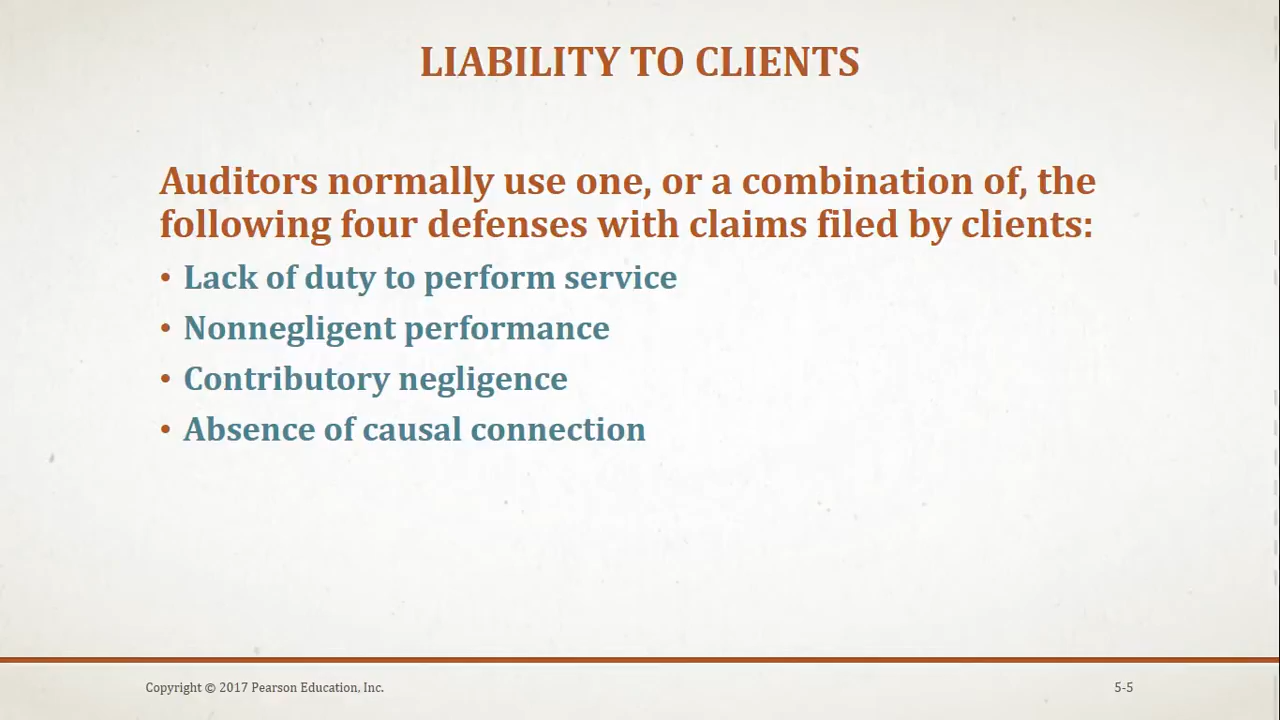 LIABILITY TO CLIENTS
Auditors normally use one, or a combination of, the
following four defenses with claims filed by clients:
• Lack of duty to perform service
• Nonnegligent performance
• Contributory negligence
• Absence of causal connection
Copyright © 2017 Pearson Education, Inc.
5-5